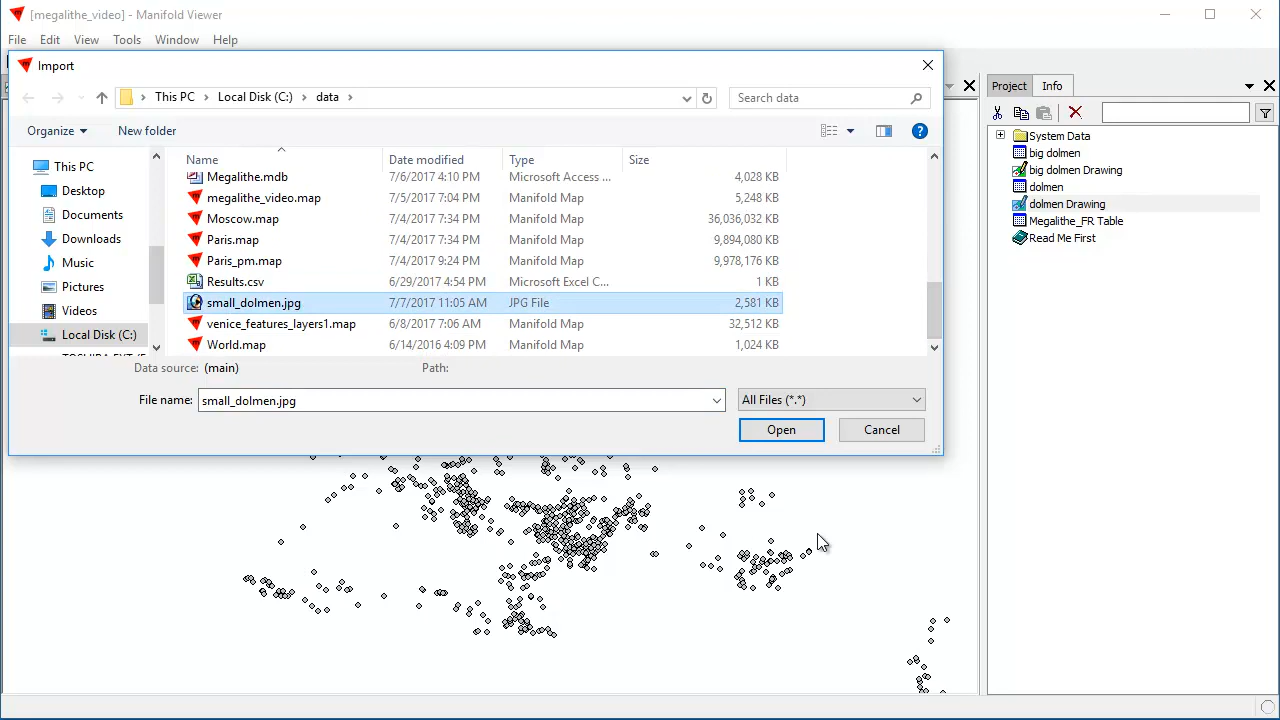 [megalithe_video] - Manifold Viewer
File Edit View Tools Window Help
Import
This PC Local Disk (C:) data
Search data
Organize New folder
Name Date modified Type Size
This PC
Desktop
Documents
Downloads
Music
Pictures
Videos
Local Disk (C:)
Megalithe.mdb 7/6/2017 4:10 PM Microsoft Access ... 4,028 KB
megalithe_video.map 7/5/2017 7:04 PM Manifold Map 5,248 KB
Moscow.map 7/4/2017 7:34 PM Manifold Map 36,036,032 KB
Paris.map 7/4/2017 7:34 PM Manifold Map 9,894,080 KB
Paris_pm.map 7/4/2017 9:24 PM Manifold Map 9,978,176 KB
Results.csv 6/29/2017 4:54 PM Microsoft Excel C... 1 KB
small_dolmen.jpg 7/7/2017 11:05 AM JPG File 2,581 KB
venice_features_layers1.map 6/8/2017 7:06 AM Manifold Map 32,512 KB
World.map 6/14/2016 4:09 PM Manifold Map 1,024 KB
Data source: (main) Path:
File name: small_dolmen.jpg All Files (*.*)
Open Cancel
Project Info
System Data
big dolmen
big dolmen Drawing
dolmen
dolmen Drawing
Megalithe_FR Table
Read Me First